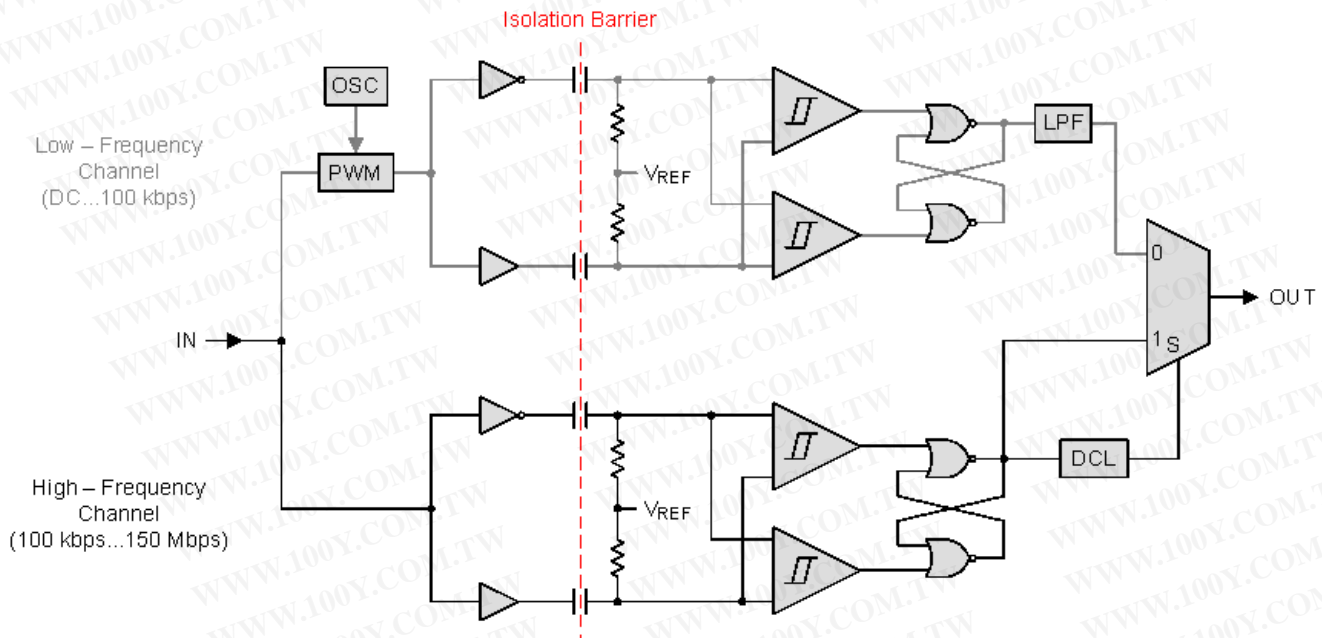 Isolation Barrier
OSC
Low – Frequency
Channel
(DC...100 kbps)
PWM
VREF
LPF
0
OUT
IN
1
S
High – Frequency
Channel
(100 kbps...150 Mbps)
VREF
DCL
WWW.100Y.COM.TW